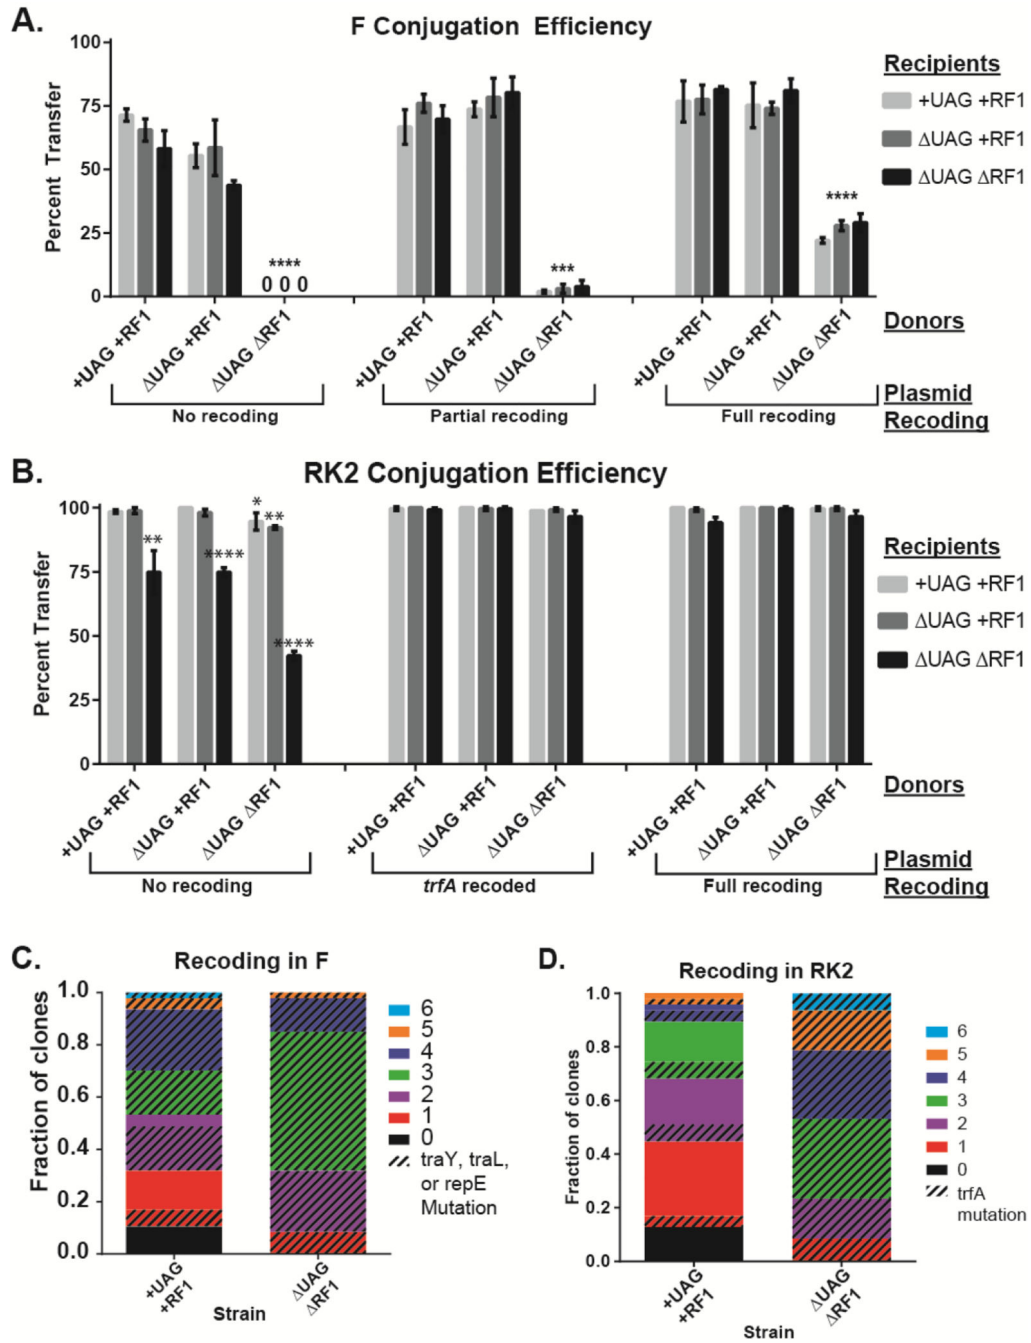 A.
F Conjugation Efficiency
Percent Transfer
100
75
50
25
0
**** 
0 0 0
***
****
Recipients
+UAG +RF1
ΔUAG +RF1
ΔUAG ΔRF1
+UAG +RF1
ΔUAG +RF1
ΔUAG ΔRF1
+UAG +RF1
ΔUAG +RF1
ΔUAG ΔRF1
+UAG +RF1
ΔUAG +RF1
ΔUAG ΔRF1
Donors
No recoding
Partial recoding
Full recoding
Plasmid
Recoding
B.
RK2 Conjugation Efficiency
Percent Transfer
100
75
50
25
0
**
****
*
**
****
Recipients
+UAG +RF1
ΔUAG +RF1
ΔUAG ΔRF1
+UAG +RF1
ΔUAG +RF1
ΔUAG ΔRF1
+UAG +RF1
ΔUAG +RF1
ΔUAG ΔRF1
+UAG +RF1
ΔUAG +RF1
ΔUAG ΔRF1
Donors
No recoding
trfA recoded
Full recoding
Plasmid
Recoding
C.
Recoding in F
Fraction of clones
1.0
0.8
0.6
0.4
0.2
0.0
+UAG
+RF1
ΔUAG
ΔRF1
Strain
6
5
4
3
2
1
0
traY, traL,
or repE
Mutation
D.
Recoding in RK2
Fraction of clones
1.0
0.8
0.6
0.4
0.2
0.0
+UAG
+RF1
ΔUAG
ΔRF1
Strain
6
5
4
3
2
1
0
trfA
mutation